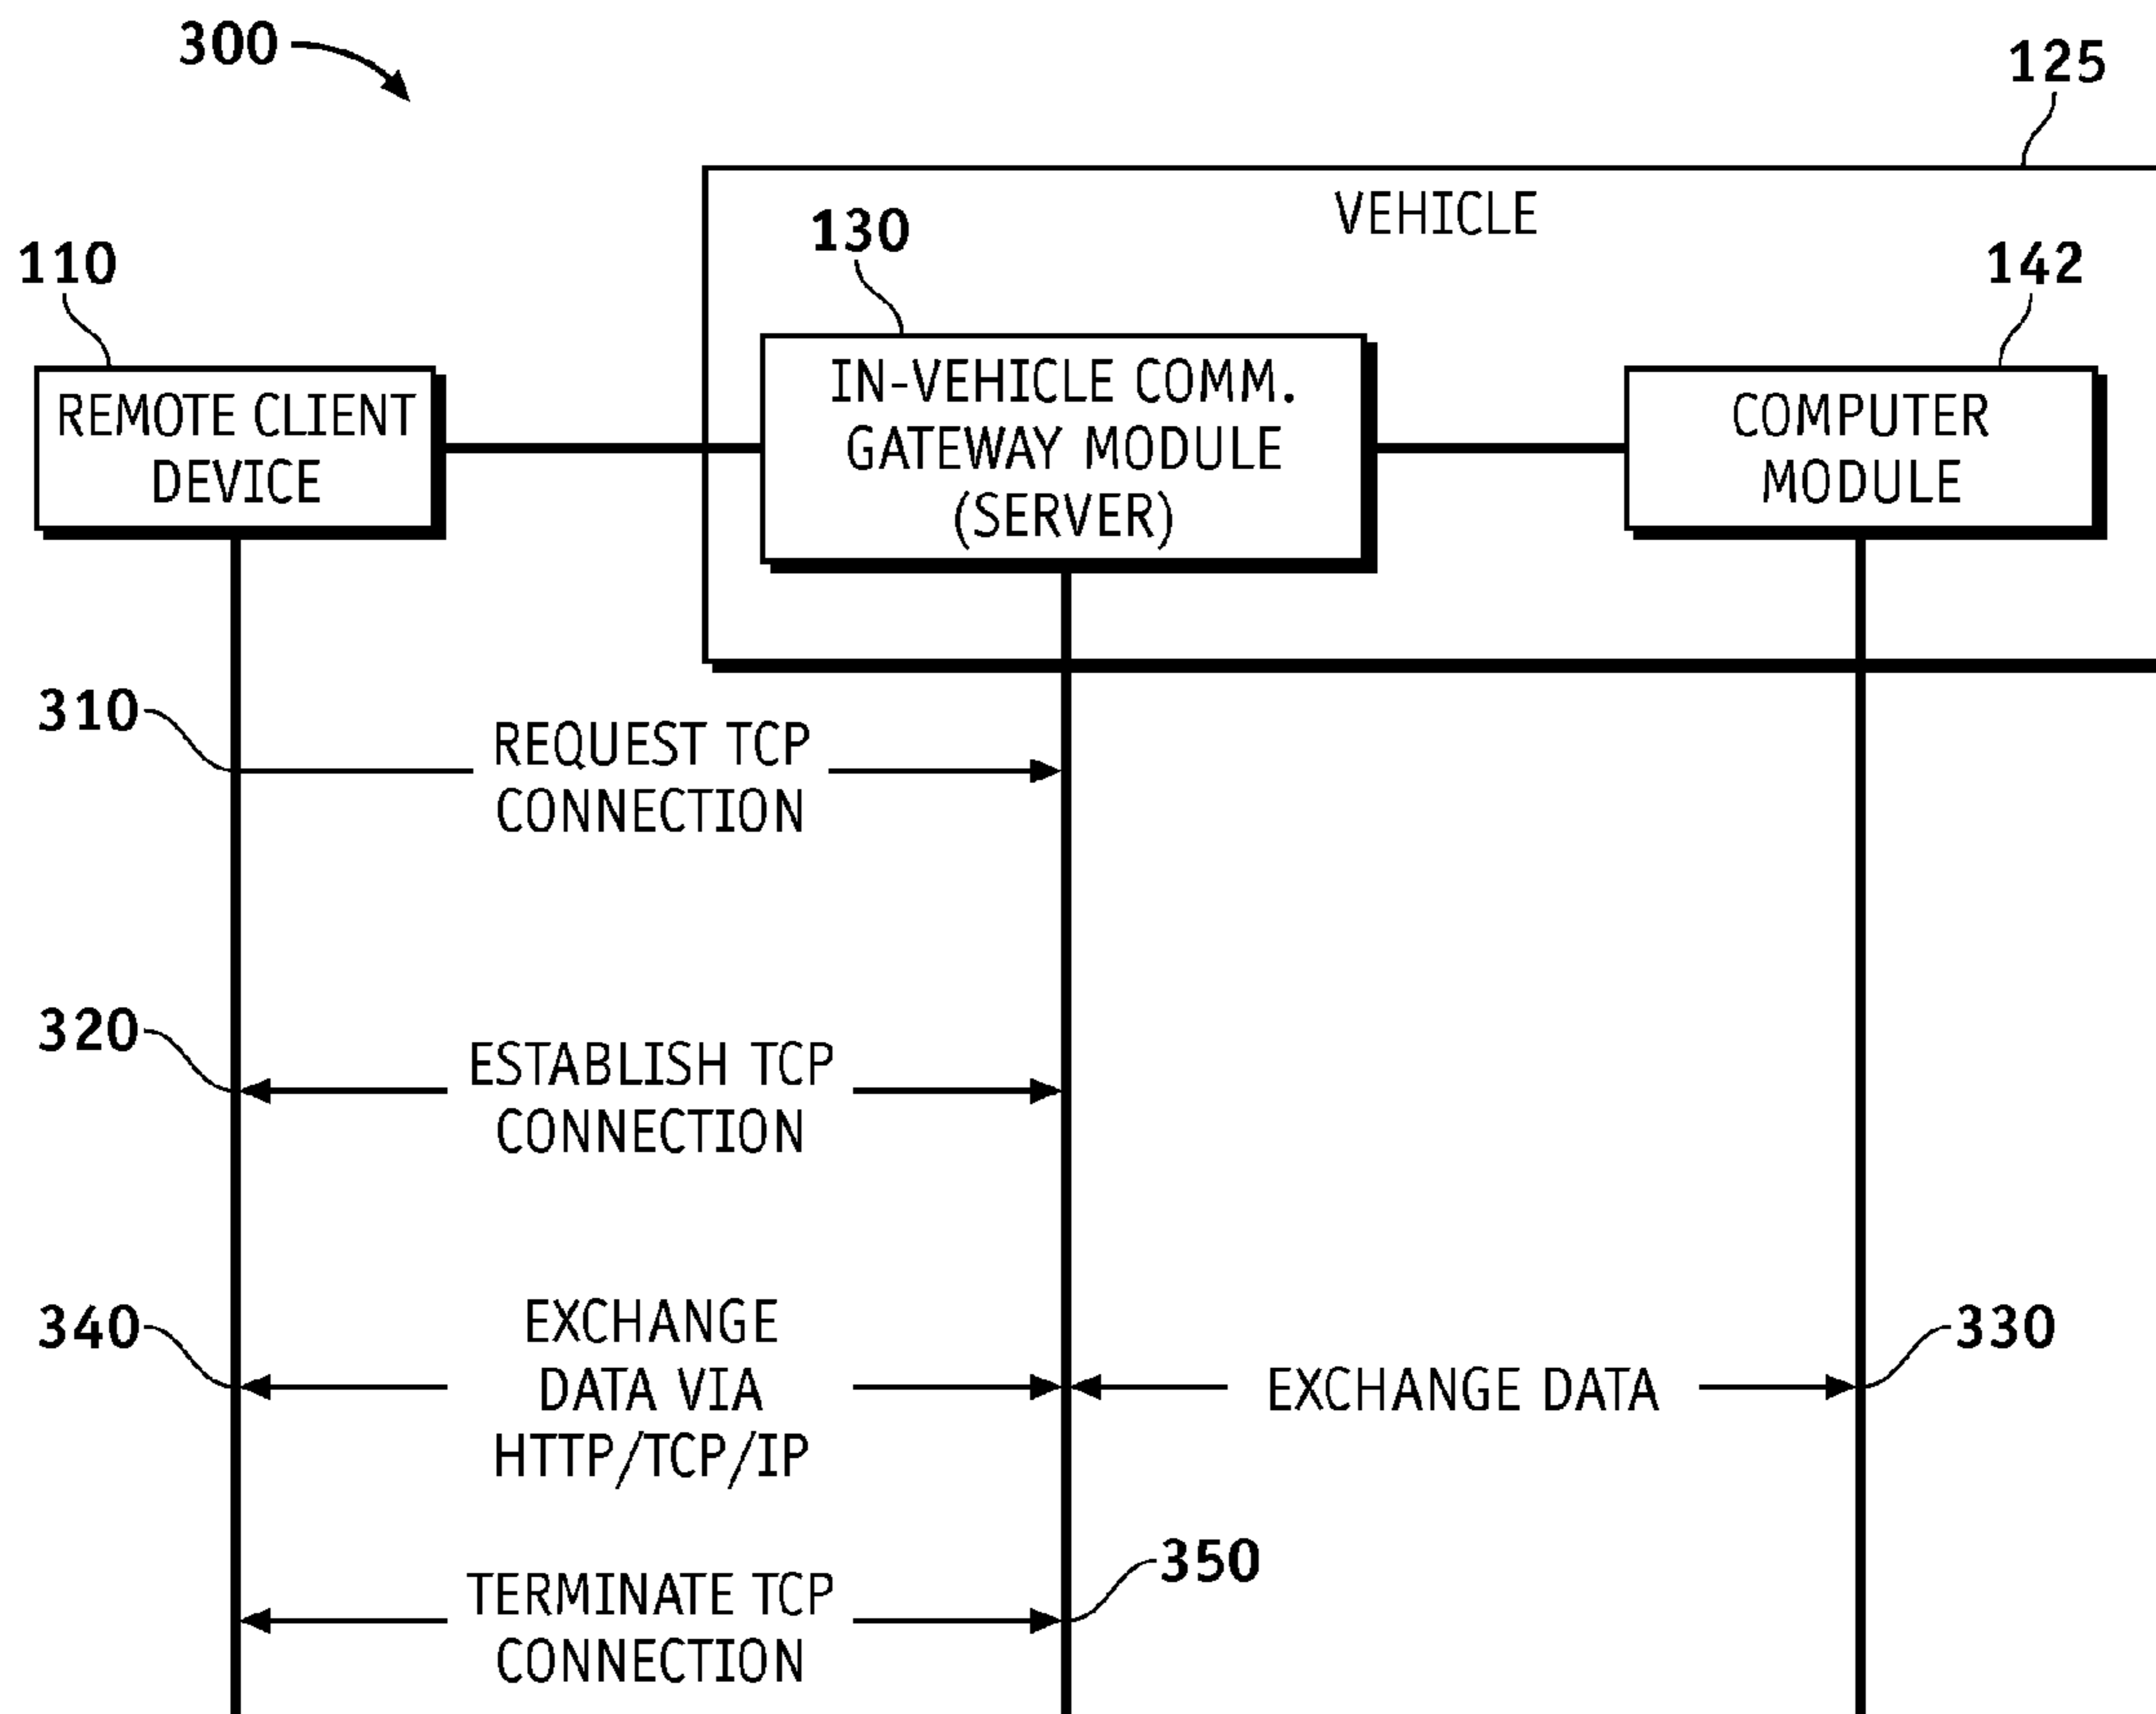 300
125
VEHICLE
130
110
142
REMOTE CLIENT
DEVICE
IN-VEHICLE COMM.
GATEWAY MODULE
(SERVER)
COMPUTER
MODULE
310
REQUEST TCP
CONNECTION
320
ESTABLISH TCP
CONNECTION
340
EXCHANGE
DATA VIA
HTTP/TCP/IP
EXCHANGE DATA
330
350
TERMINATE TCP
CONNECTION